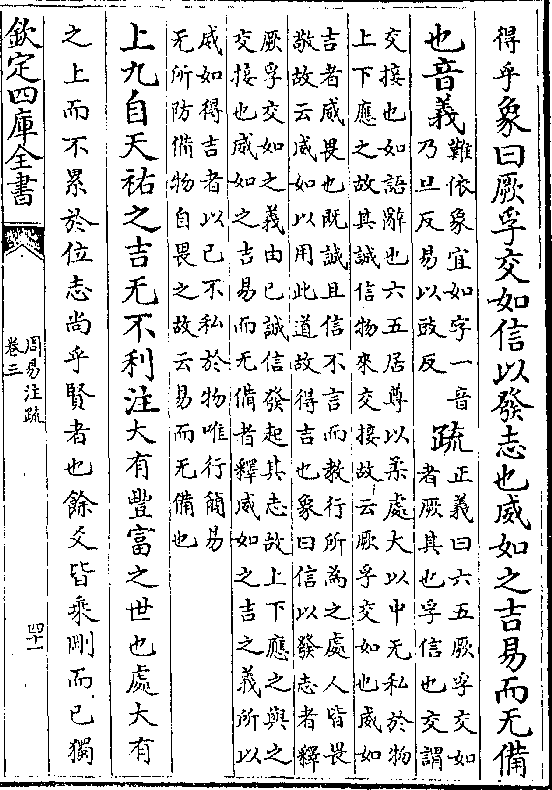 得乎象曰厥孚交如信以發志也威如之吉易而无備
也音義難依象宜如字一音
乃旦反易以豉反疏正義曰六五厥孚交如
者厥其也孚信也交謂
交接也如語辭也六五居尊以柔處大以中无私於物
上下應之故其誠信物來交接故云厥孚交如也威如
吉者威畏也既誠且信不言而教行所為之處人皆畏
敬故云威如以用此道故得吉也象曰信以發志者釋
厥孚交如之義由已誠信發起其志故上下應之與之
交接也威如之吉易而无備者釋威如之吉之義所以
威如得吉者以已不私於物唯行簡易
无所防備物自畏之故云易而无備也
上九自天祐之吉无不利注大有豐富之世也處大有
之上而不累於位志尚乎賢者也餘爻皆乘剛而已獨
欽定四庫全書
周易注疏
卷三
四十一